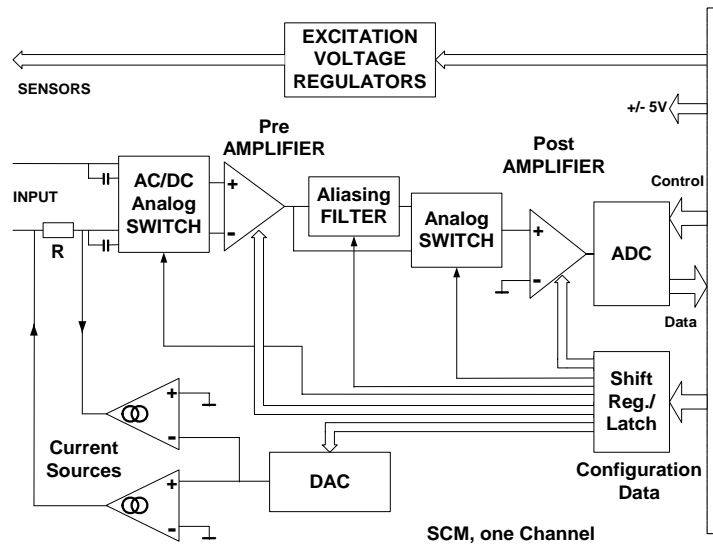 EXCITATION
VOLTAGE
REGULATORS
SENSORS
+/- 5V
Pre
AMPLIFIER
Post
AMPLIFIER
INPUT
R
AC/DC
Analog
SWITCH
+
-
Aliasing
FILTER
Analog
SWITCH
+
-
ADC
Control
Data
Shift
Reg./
Latch
Configuration
Data
Current
Sources
+
-
+
-
DAC
SCM, one Channel